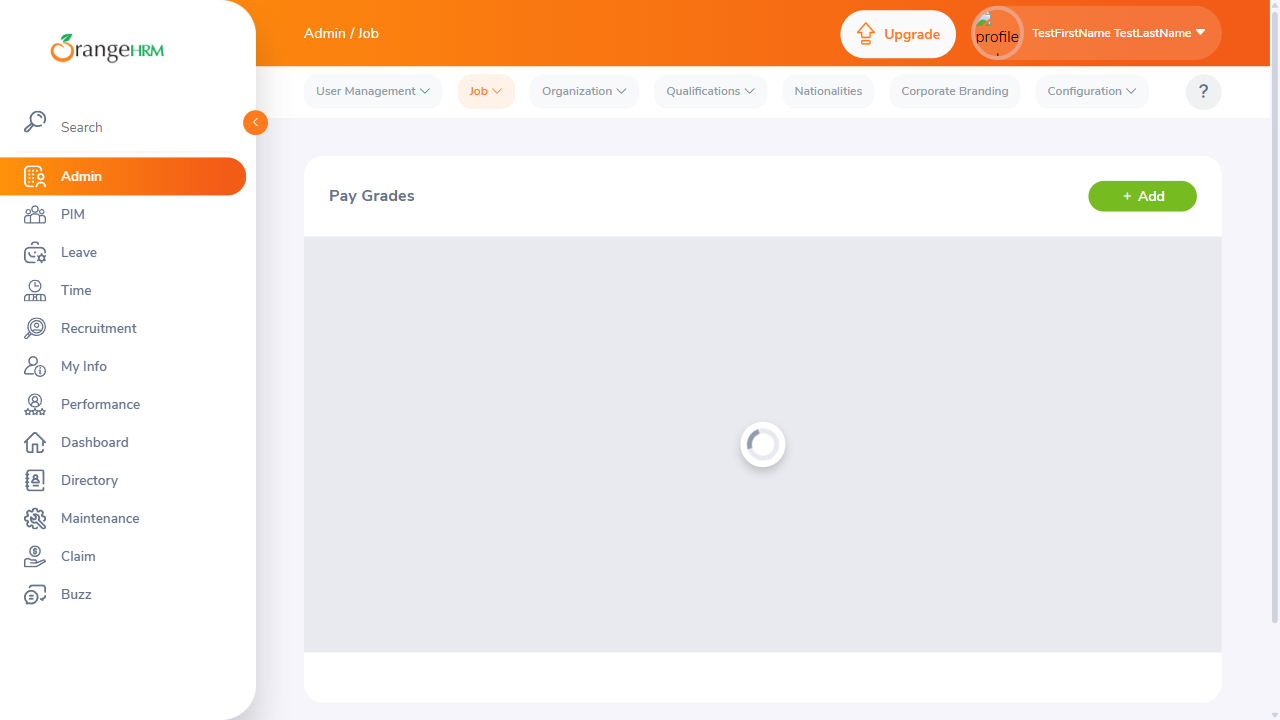 OrangeHRM
Admin / Job
Upgrade
profile
TestFirstName TestLastName
User Management
Job
Organization
Qualifications
Nationalities
Corporate Branding
Configuration
?
Search
Admin
PIM
Leave
Time
Recruitment
My Info
Performance
Dashboard
Directory
Maintenance
Claim
Buzz
Pay Grades
+ Add